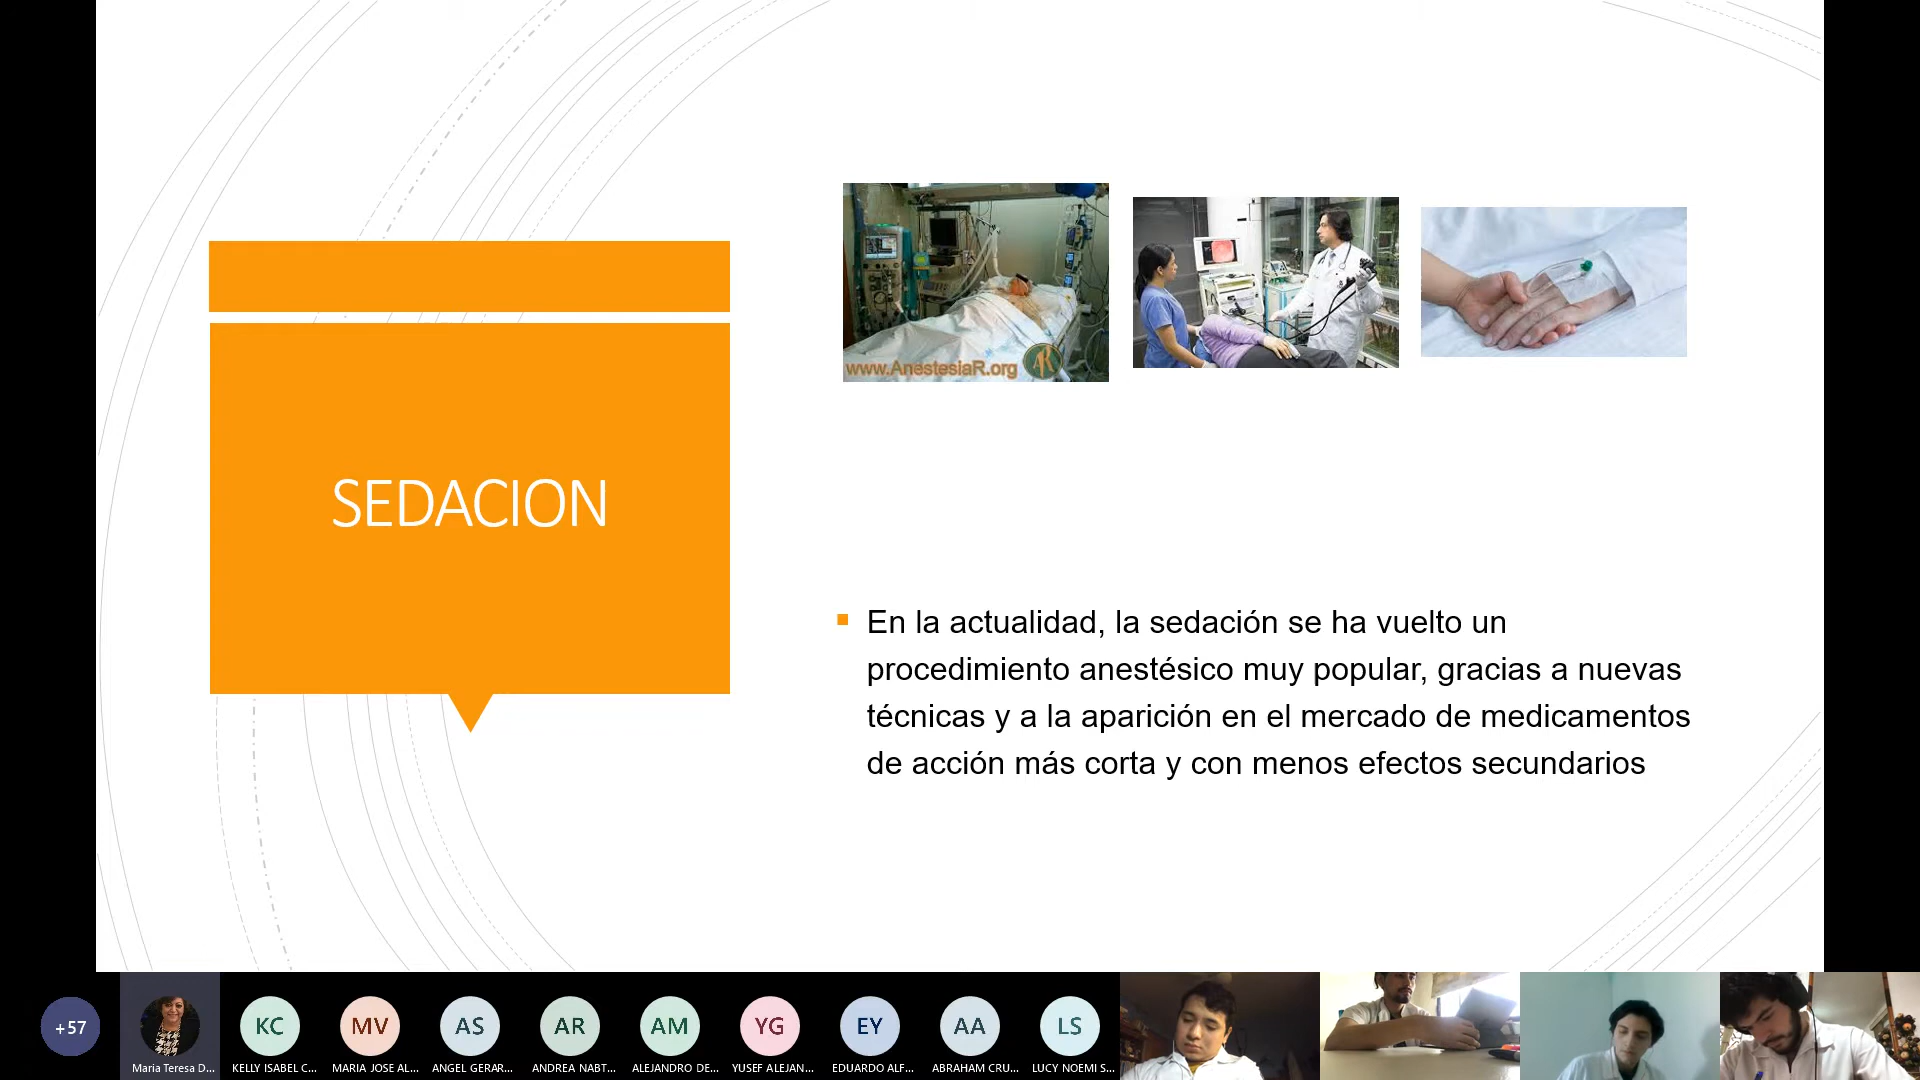 www.AnestesiaR.org
SEDACION
En la actualidad, la sedación se ha vuelto un
procedimiento anestésico muy popular, gracias a nuevas
técnicas y a la aparición en el mercado de medicamentos
de acción más corta y con menos efectos secundarios
+57
KC
MV
AS
AR
AM
YG
EY
AA
LS
Maria Teresa D...
KELLY ISABEL C...
MARIA JOSE AL...
ANGEL GERAR...
ANDREA NABT...
ALEJANDRO DE...
YUSEF ALEJAN...
EDUARDO ALF...
ABRAHAM CRU...
LUCY NOEMI S...